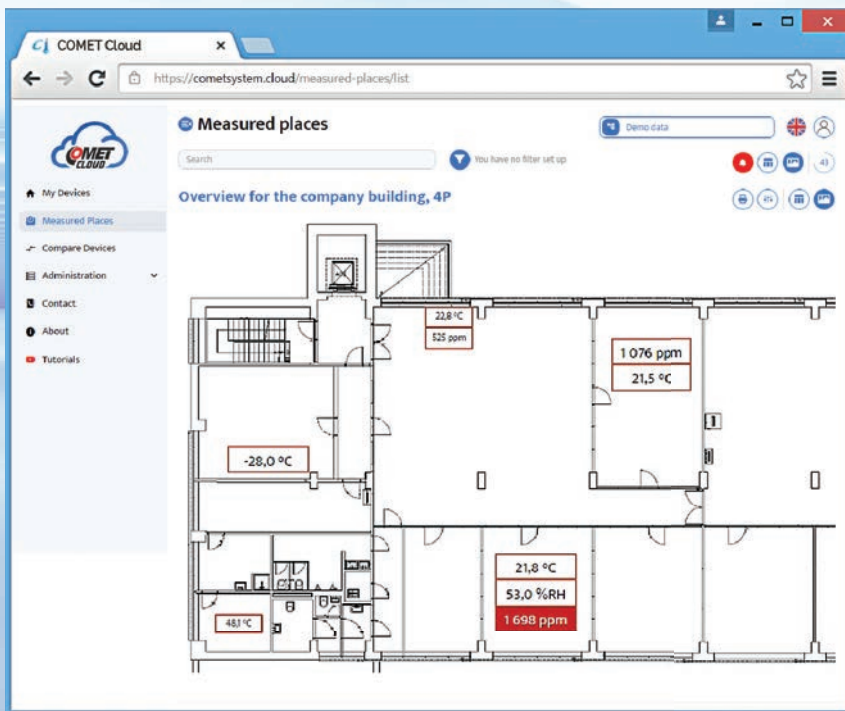 COMET Cloud
https://cometsystem.cloud/measured-places/list
COMET
CLOUD
My Devices
Measured Places
Compare Devices
Administration
Contact
About
Tutorials
Measured places
Demo data
Search
You have no filter set up
Overview for the company building, 4P
22,8 °C
525 ppm
1 076 ppm
21,5 °C
-28,0 °C
21,8 °C
53,0 %RH
1 698 ppm
48,1 °C